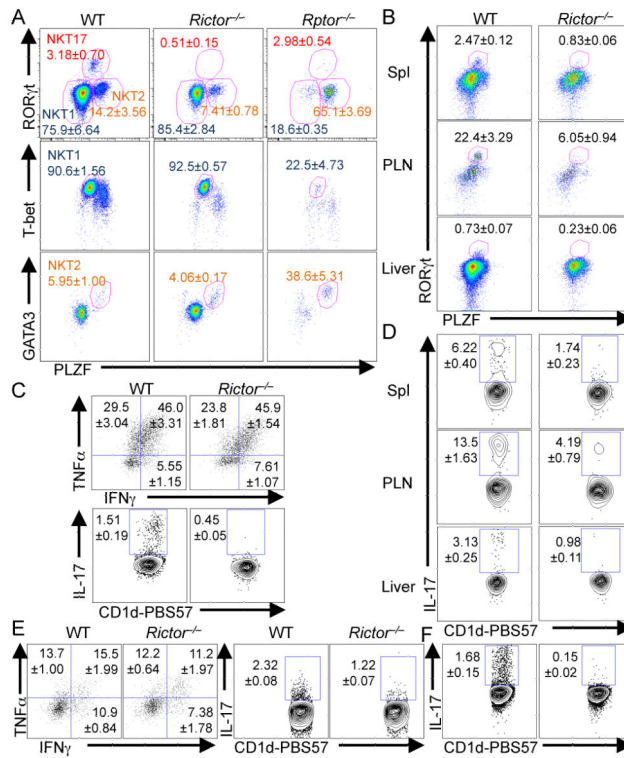 A
WT
Rictor–/–
Rptor–/–
NKT17
3.18±0.70
0.51±0.15
2.98±0.54
RORγt
NKT2
14.2±3.56
7.41±0.78
65.1±3.69
NKT1
75.9±6.64
85.4±2.84
18.6±0.35
NKT1
90.6±1.56
92.5±0.57
22.5±4.73
T-bet
NKT2
5.95±1.00
4.06±0.17
38.6±5.31
GATA3
PLZF
B
WT
Rictor–/–
2.47±0.12
0.83±0.06
Spl
22.4±3.29
6.05±0.94
PLN
0.73±0.07
0.23±0.06
Liver
RORγt
PLZF
C
WT
Rictor–/–
29.5
±3.04
46.0
±3.31
23.8
±1.81
45.9
±1.54
5.55
±1.15
7.61
±1.07
TNFα
IFNγ
1.51
±0.19
0.45
±0.05
IL-17
CD1d-PBS57
D
6.22
±0.40
1.74
±0.23
Spl
13.5
±1.63
4.19
±0.79
PLN
3.13
±0.25
0.98
±0.11
Liver
IL-17
CD1d-PBS57
E
WT
Rictor–/–
13.7
±1.00
15.5
±1.99
12.2
±0.64
11.2
±1.97
10.9
±0.84
7.38
±1.78
TNFα
IFNγ
WT
Rictor–/–
2.32
±0.08
1.22
±0.07
IL-17
CD1d-PBS57
F
1.68
±0.15
0.15
±0.02
IL-17
CD1d-PBS57